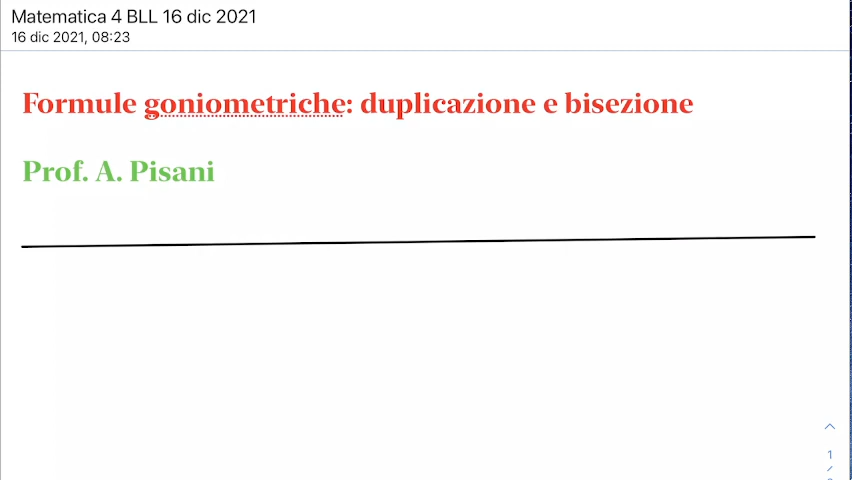 Matematica 4 BLL 16 dic 2021
16 dic 2021, 08:23
Formule goniometriche: duplicazione e bisezione
Prof. A. Pisani
1
/